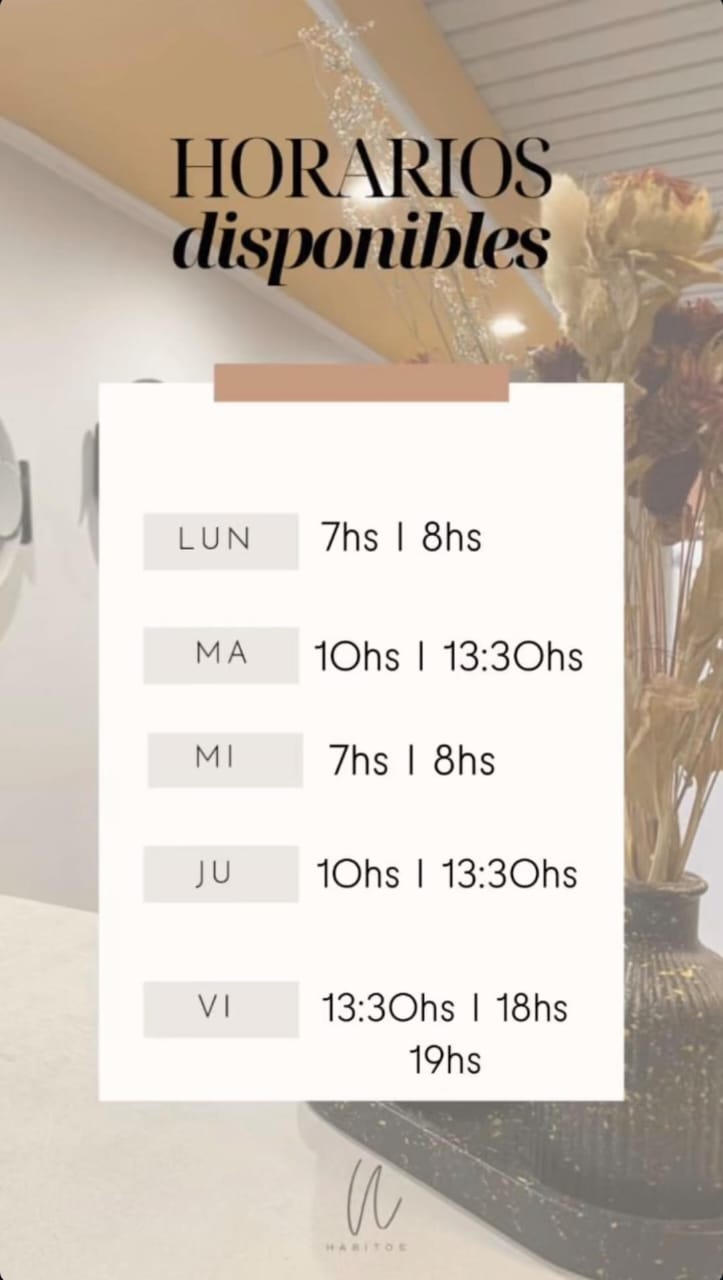 HORARIOS
disponibles
LUN 7hs | 8hs
MA 10hs | 13:30hs
MI 7hs | 8hs
JU 10hs | 13:30hs
VI 13:30hs | 18hs
19hs
HABITOS